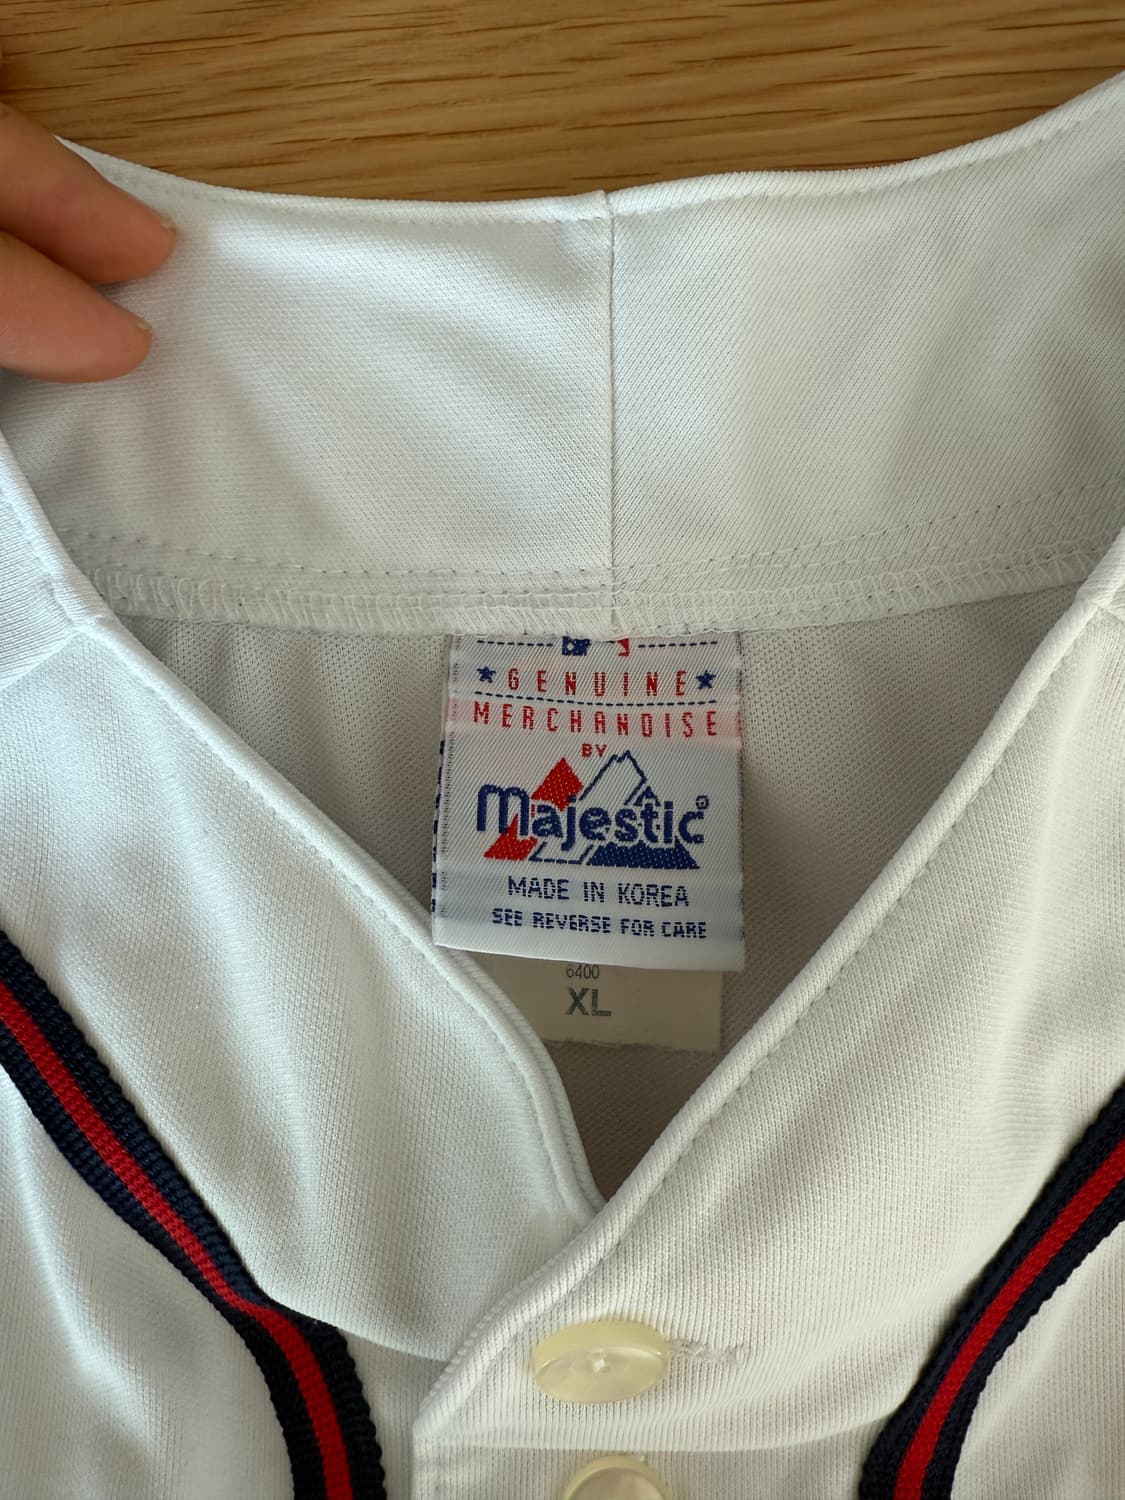 GENUINE
MERCHANDISE
BY
Majestic®
MADE IN KOREA
SEE REVERSE FOR CARE
6400
XL